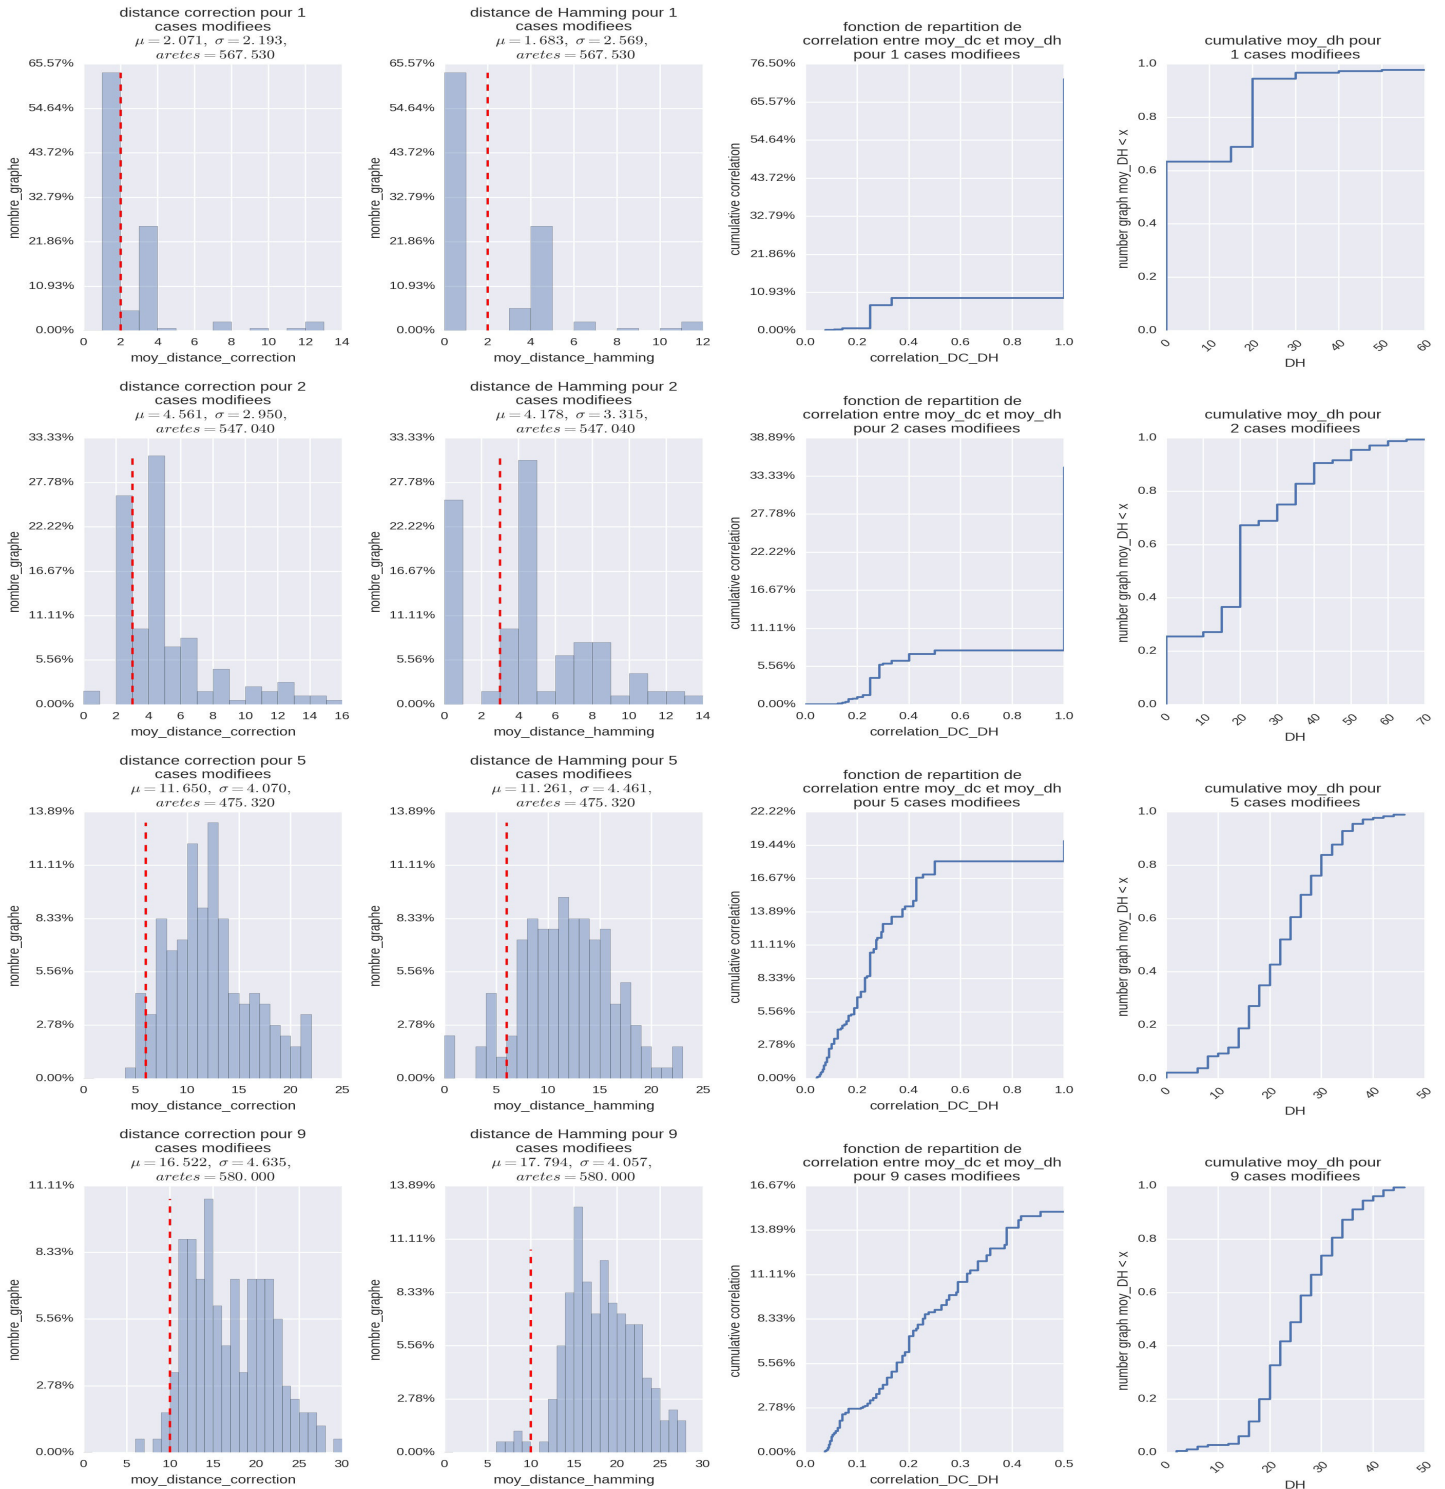 distance correction pour 1
cases modifiees
μ = 2.071, σ = 2.193,
aretes = 567.530
65.57%
54.64%
43.72%
32.79%
21.86%
10.93%
0.00%
nombre_graphe
0 2 4 6 8 10 12 14
moy_distance_correction
distance de Hamming pour 1
cases modifiees
μ = 1.683, σ = 2.569,
aretes = 567.530
65.57%
54.64%
43.72%
32.79%
21.86%
10.93%
0.00%
nombre_graphe
0 2 4 6 8 10 12
moy_distance_hamming
fonction de repartition de
correlation entre moy_dc et moy_dh
pour 1 cases modifiees
76.50%
65.57%
54.64%
43.72%
32.79%
21.86%
10.93%
0.00%
cumulative correlation
0.0 0.2 0.4 0.6 0.8 1.0
correlation_DC_DH
cumulative moy_dh pour
1 cases modifiees
1.0
0.8
0.6
0.4
0.2
0.0
number graph moy_DH < x
0 10 20 30 40 50 60
DH
distance correction pour 2
cases modifiees
μ = 4.561, σ = 2.950,
aretes = 547.040
33.33%
27.78%
22.22%
16.67%
11.11%
5.56%
0.00%
nombre_graphe
0 2 4 6 8 10 12 14 16
moy_distance_correction
distance de Hamming pour 2
cases modifiees
μ = 4.178, σ = 3.315,
aretes = 547.040
33.33%
27.78%
22.22%
16.67%
11.11%
5.56%
0.00%
nombre_graphe
0 2 4 6 8 10 12 14
moy_distance_hamming
fonction de repartition de
correlation entre moy_dc et moy_dh
pour 2 cases modifiees
38.89%
33.33%
27.78%
22.22%
16.67%
11.11%
5.56%
0.00%
cumulative correlation
0.0 0.2 0.4 0.6 0.8 1.0
correlation_DC_DH
cumulative moy_dh pour
2 cases modifiees
1.0
0.8
0.6
0.4
0.2
0.0
number graph moy_DH < x
0 10 20 30 40 50 60 70
DH
distance correction pour 5
cases modifiees
μ = 11.650, σ = 4.070,
aretes = 475.320
13.89%
11.11%
8.33%
5.56%
2.78%
0.00%
nombre_graphe
0 5 10 15 20 25
moy_distance_correction
distance de Hamming pour 5
cases modifiees
μ = 11.261, σ = 4.461,
aretes = 475.320
13.89%
11.11%
8.33%
5.56%
2.78%
0.00%
nombre_graphe
0 5 10 15 20 25
moy_distance_hamming
fonction de repartition de
correlation entre moy_dc et moy_dh
pour 5 cases modifiees
22.22%
19.44%
16.67%
13.89%
11.11%
8.33%
5.56%
2.78%
0.00%
cumulative correlation
0.0 0.2 0.4 0.6 0.8 1.0
correlation_DC_DH
cumulative moy_dh pour
5 cases modifiees
1.0
0.8
0.6
0.4
0.2
0.0
number graph moy_DH < x
0 10 20 30 40 50
DH
distance correction pour 9
cases modifiees
μ = 16.522, σ = 4.635,
aretes = 580.000
11.11%
8.33%
5.56%
2.78%
0.00%
nombre_graphe
0 5 10 15 20 25 30
moy_distance_correction
distance de Hamming pour 9
cases modifiees
μ = 17.794, σ = 4.057,
aretes = 580.000
13.89%
11.11%
8.33%
5.56%
2.78%
0.00%
nombre_graphe
0 5 10 15 20 25 30
moy_distance_hamming
fonction de repartition de
correlation entre moy_dc et moy_dh
pour 9 cases modifiees
16.67%
13.89%
11.11%
8.33%
5.56%
2.78%
0.00%
cumulative correlation
0.0 0.1 0.2 0.3 0.4 0.5
correlation_DC_DH
cumulative moy_dh pour
9 cases modifiees
1.0
0.8
0.6
0.4
0.2
0.0
number graph moy_DH < x
0 10 20 30 40 50
DH